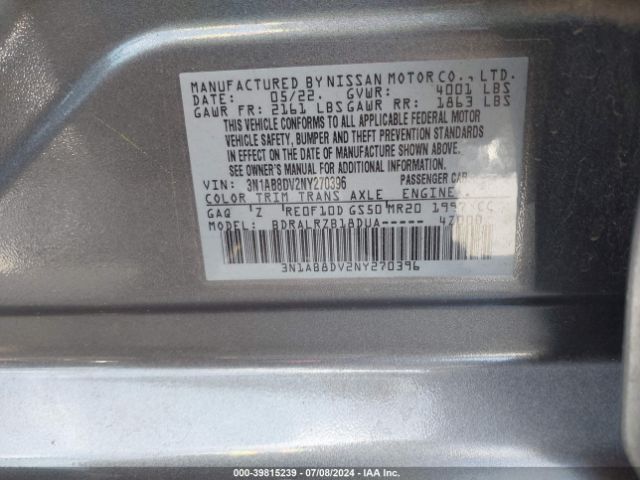 MANUFACTURED BY NISSAN MOTOR CO., LTD.
DATE: 05/22. GVWR: 4001 LBS
GAWR FR: 2161 LBS GAWR RR: 1863 LBS
THIS VEHICLE CONFORMS TO ALL APPLICABLE FEDERAL MOTOR
VEHICLE SAFETY, BUMPER AND THEFT PREVENTION STANDARDS
IN EFFECT ON THE DATE OF MANUFACTURE SHOWN ABOVE.
SEE OWNER'S MANUAL FOR ADDITIONAL INFORMATION.
VIN: 3N1AB8DV2NY270396 PASSENGER CAR
COLOR TRIM TRANS AXLE ENGINE
GAQ Z RE0F10D GS50 MR20 1997 CC
MODEL: BDRALRZB18DUA-----
3N1AB8DV2NY270396
000-39815239 | 07/08/2024 | IAA Inc.